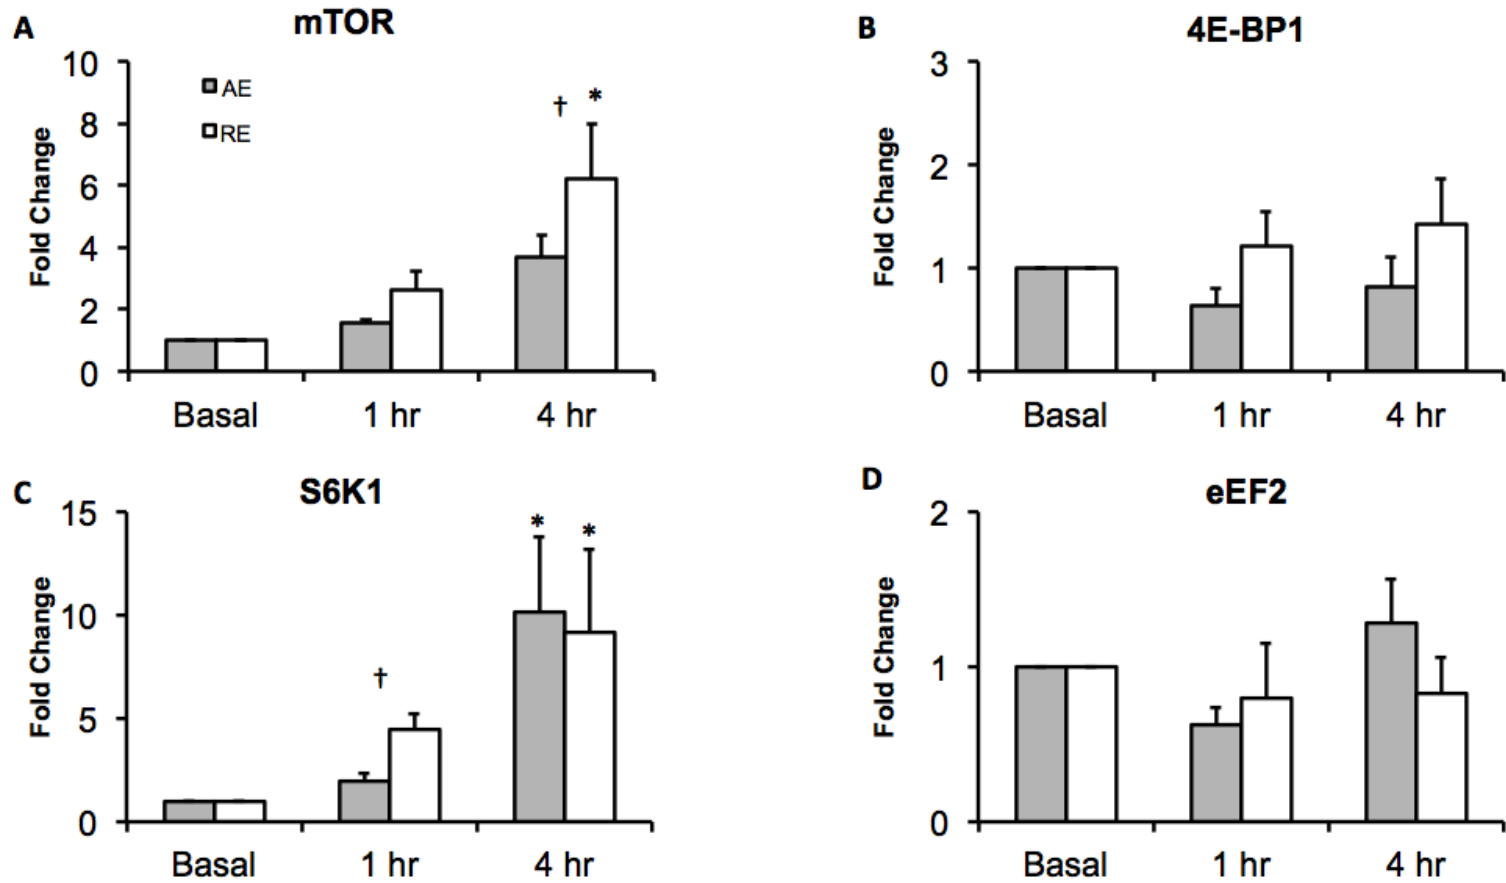 A
mTOR
Fold Change
10
8
6
4
2
0
AE
RE
† *
Basal 1 hr 4 hr
B
4E-BP1
Fold Change
3
2
1
0
Basal 1 hr 4 hr
C
S6K1
Fold Change
15
10
5
0
†
* *
Basal 1 hr 4 hr
D
eEF2
Fold Change
2
1
0
Basal 1 hr 4 hr